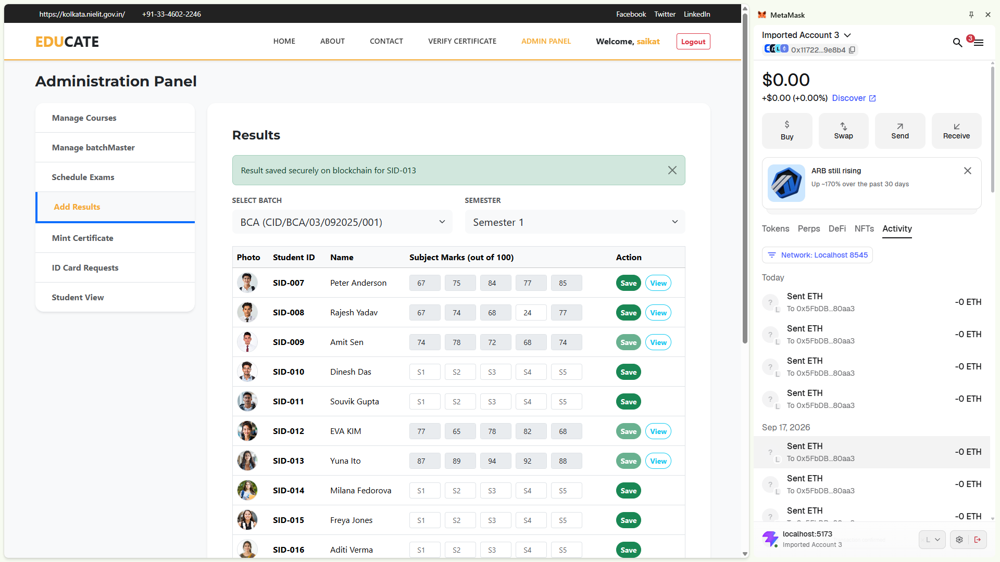 https://kolkata.nielit.gov.in/ +91-33-4602-2246 Facebook Twitter LinkedIn
EDUCATE HOME ABOUT CONTACT VERIFY CERTIFICATE ADMIN PANEL Welcome, saikat Logout
Administration Panel
Manage Courses
Manage batchMaster
Schedule Exams
Add Results
Mint Certificate
ID Card Requests
Student View
Results
Result saved securely on blockchain for SID-013
SELECT BATCH SEMESTER
BCA (CID/BCA/03/092025/001) Semester 1
Photo Student ID Name Subject Marks (out of 100) Action
SID-007 Peter Anderson 67 75 84 77 85 Save View
SID-008 Rajesh Yadav 67 74 68 24 77 Save View
SID-009 Amit Sen 74 78 72 68 74 Save View
SID-010 Dinesh Das S1 S2 S3 S4 S5 Save
SID-011 Souvik Gupta S1 S2 S3 S4 S5 Save
SID-012 EVA KIM 77 65 78 82 68 Save View
SID-013 Yuna Ito 87 89 94 92 88 Save View
SID-014 Milana Fedorova S1 S2 S3 S4 S5 Save
SID-015 Freya Jones S1 S2 S3 S4 S5 Save
SID-016 Aditi Verma S1 S2 S3 S4 S5 Save
MetaMask
Imported Account 3
0x11722...9e8b4
3
$0.00
+$0.00 (+0.00%) Discover
Buy Swap Send Receive
ARB still rising
Up ~170% over the past 30 days
Tokens Perps DeFi NFTs Activity
Network: Localhost 8545
Today
Sent ETH
To 0x5FbDB...80aa3
-0 ETH
Sent ETH
To 0x5FbDB...80aa3
-0 ETH
Sent ETH
To 0x5FbDB...80aa3
-0 ETH
Sent ETH
To 0x5FbDB...80aa3
-0 ETH
Sep 17, 2026
Sent ETH
To 0x5FbDB...80aa3
-0 ETH
Sent ETH
To 0x5FbDB...80aa3
-0 ETH
Sent ETH
-0 ETH
localhost:5173
Imported Account 3
L